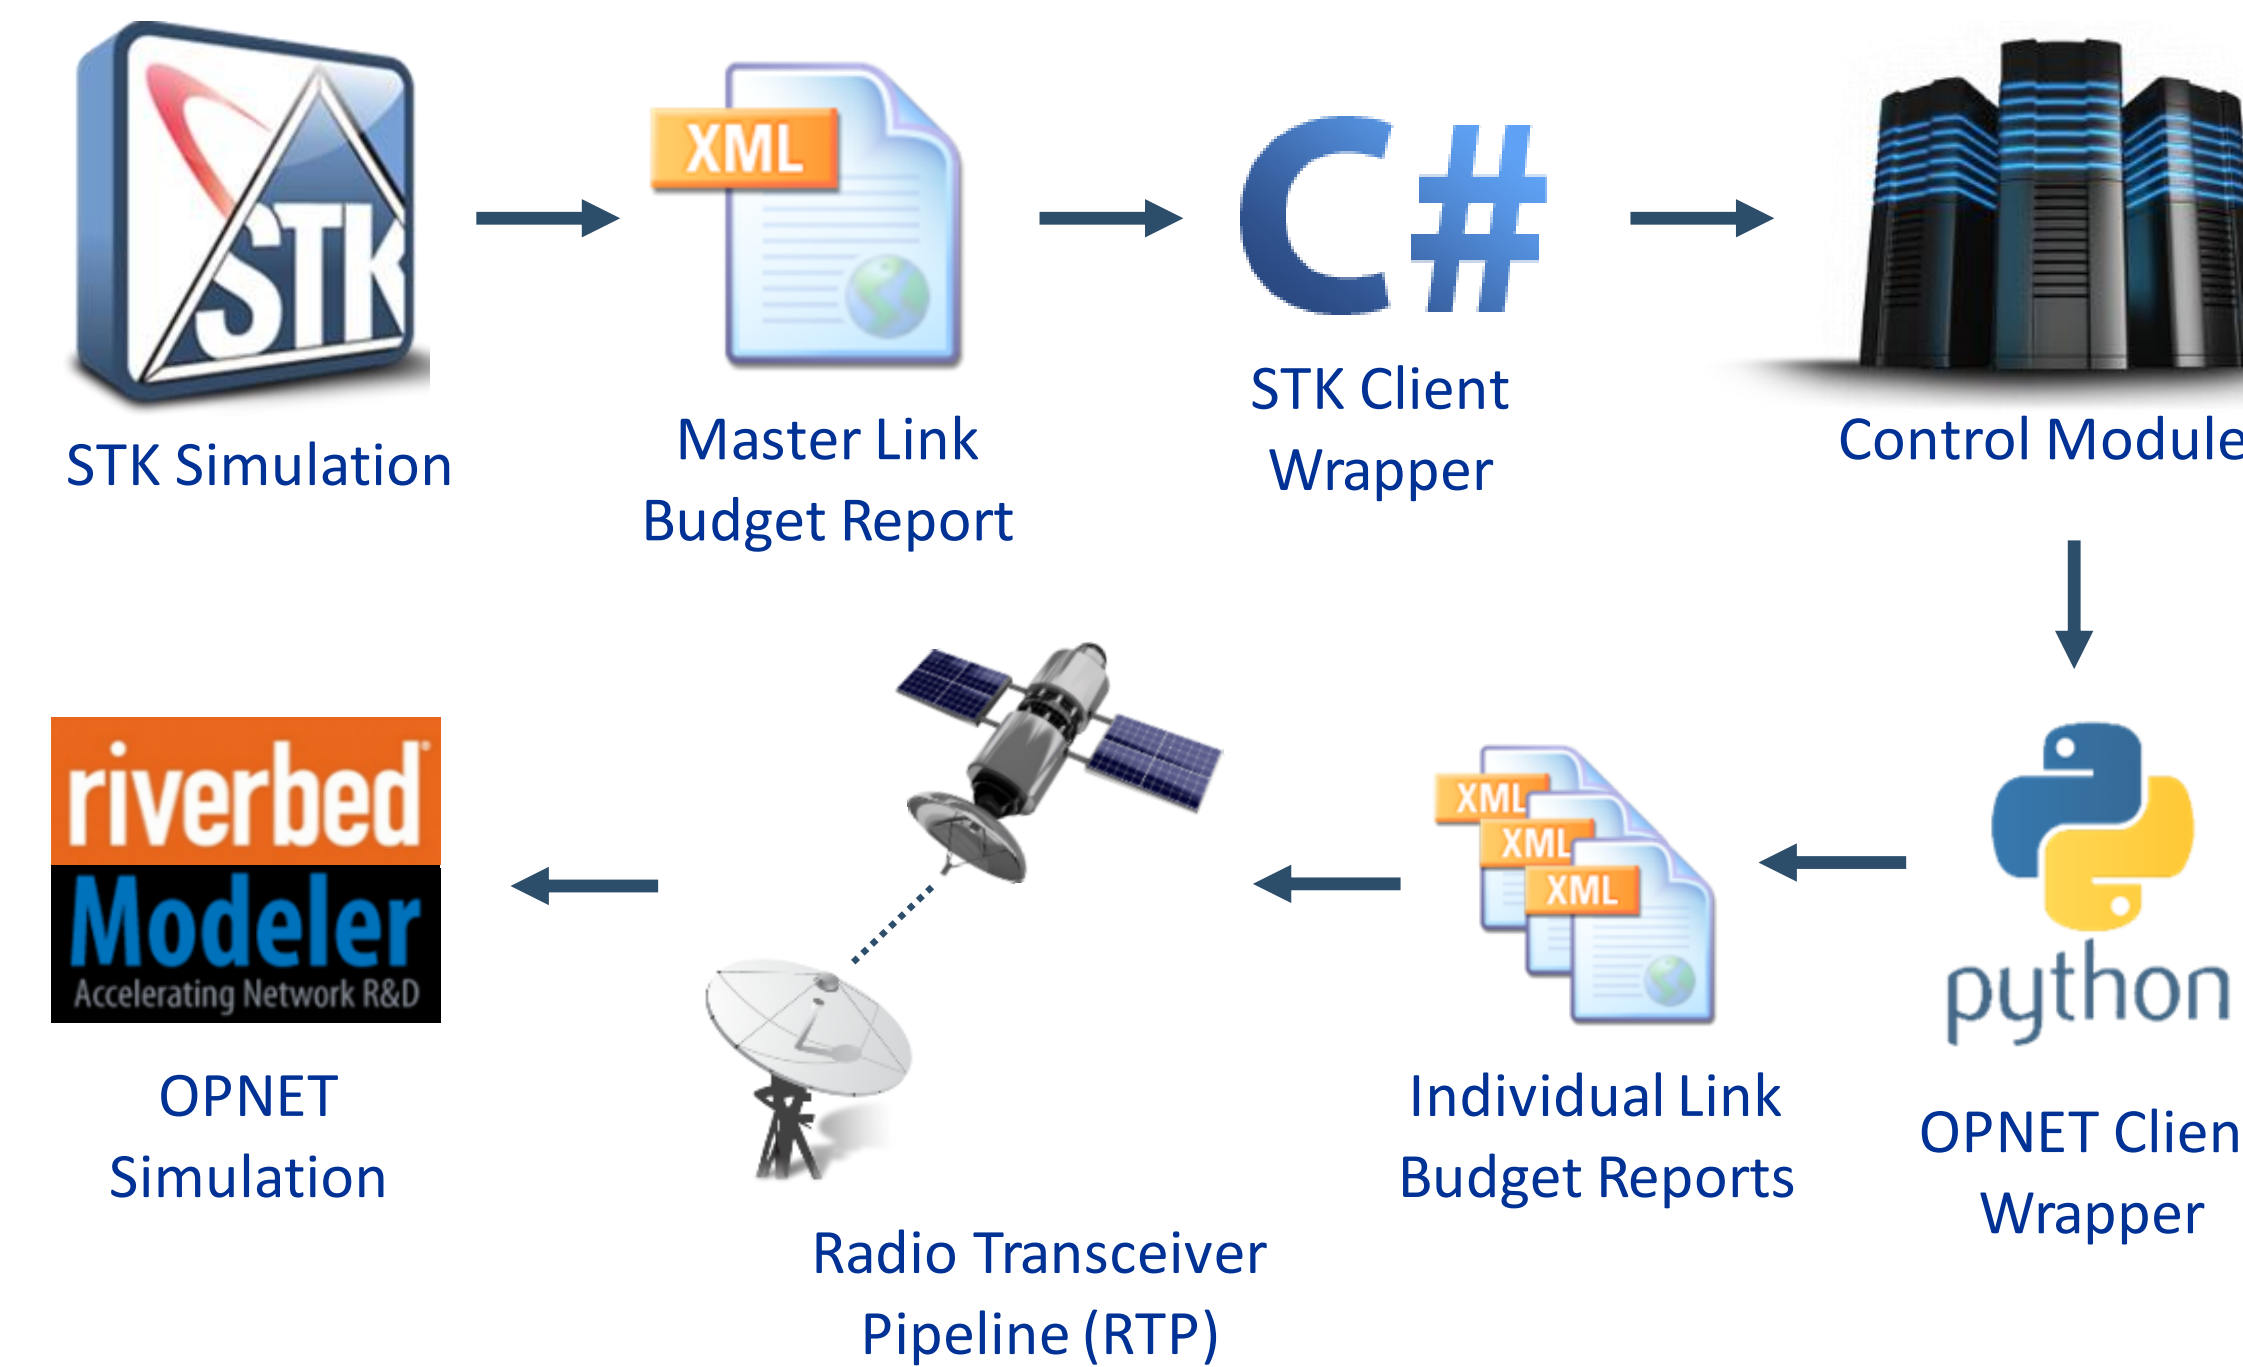 STK
STK Simulation
XML
Master Link
Budget Report
C#
STK Client
Wrapper
Control Module
riverbed®
Modeler
Accelerating Network R&D
OPNET
Simulation
Radio Transceiver
Pipeline (RTP)
XML
XML
XML
Individual Link
Budget Reports
python
OPNET Clien
Wrapper